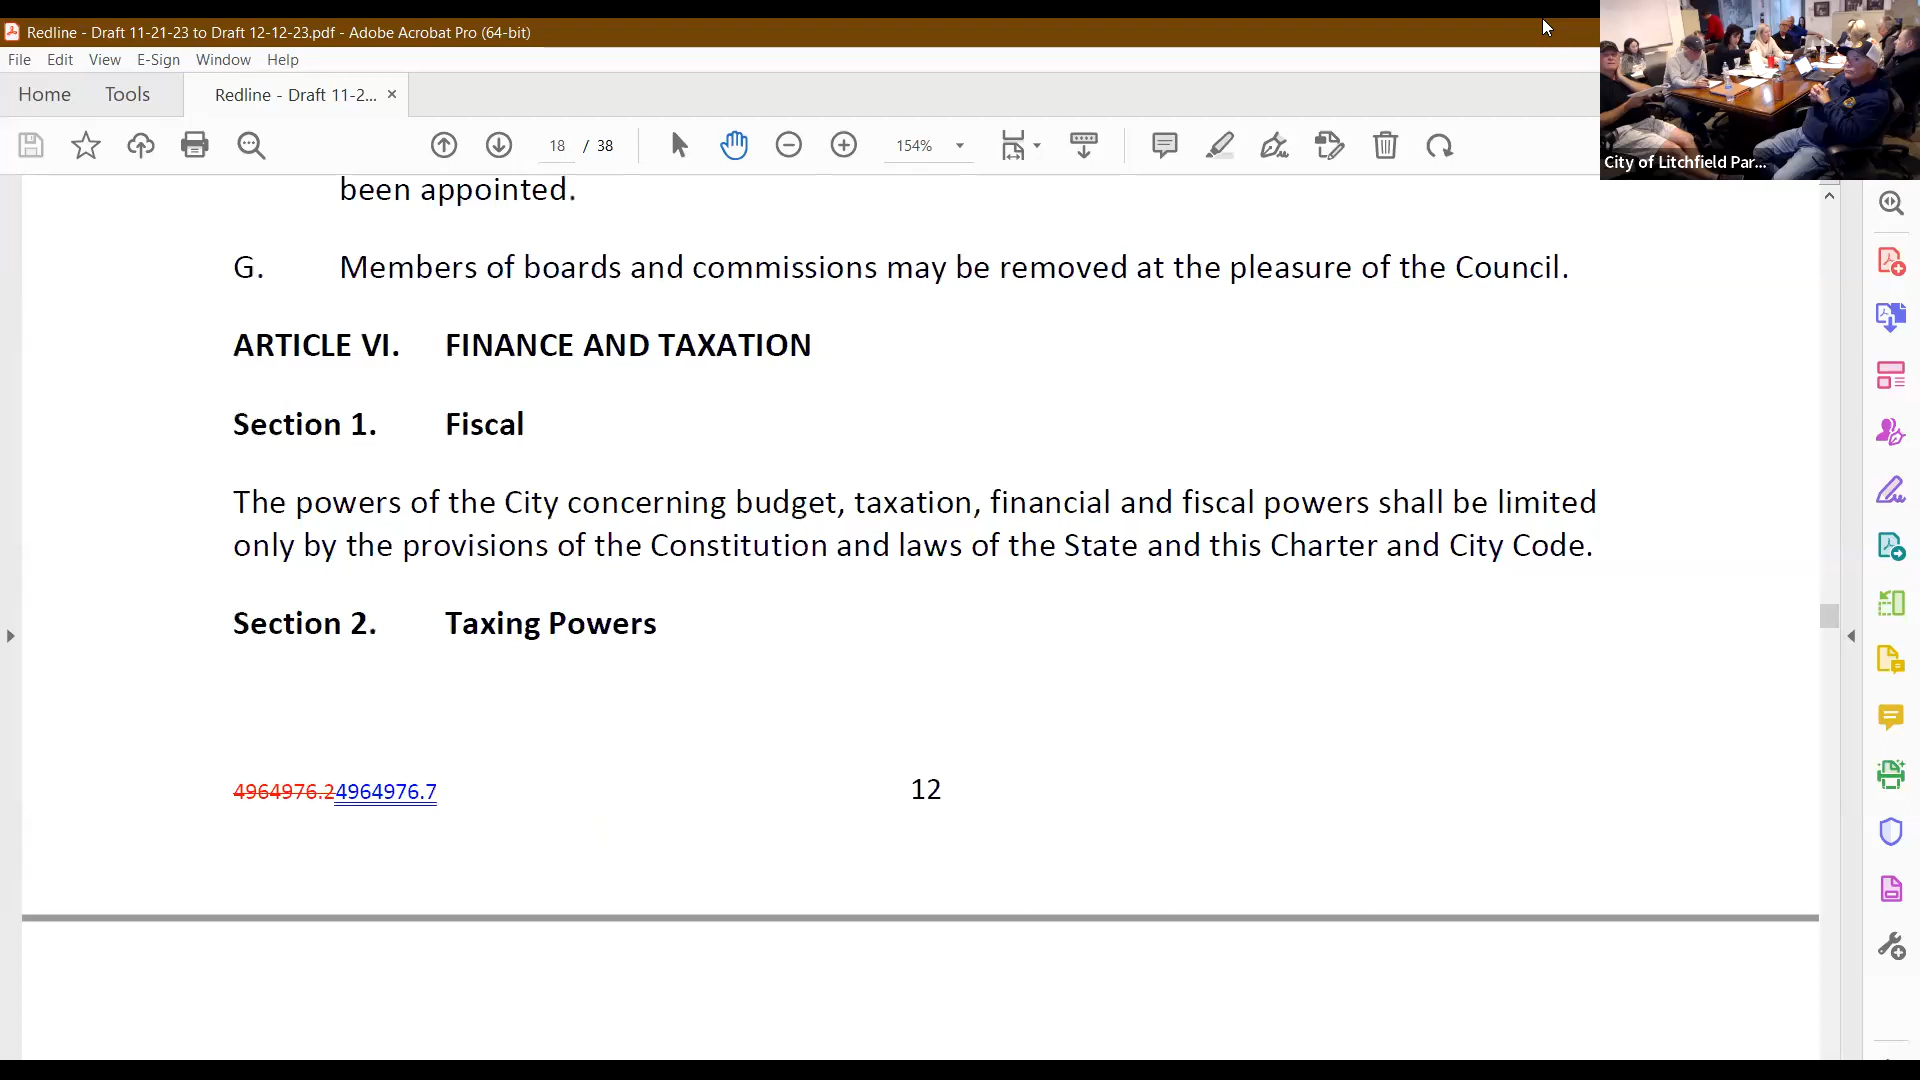 Redline - Draft 11-21-23 to Draft 12-12-23.pdf - Adobe Acrobat Pro (64-bit)
File Edit View E-Sign Window Help
Home Tools Redline - Draft 11-2... ×
18 / 38 154%
City of Litchfield Par...
been appointed.
G. Members of boards and commissions may be removed at the pleasure of the Council.
ARTICLE VI. FINANCE AND TAXATION
Section 1. Fiscal
The powers of the City concerning budget, taxation, financial and fiscal powers shall be limited
only by the provisions of the Constitution and laws of the State and this Charter and City Code.
Section 2. Taxing Powers
4964976.24964976.7 12